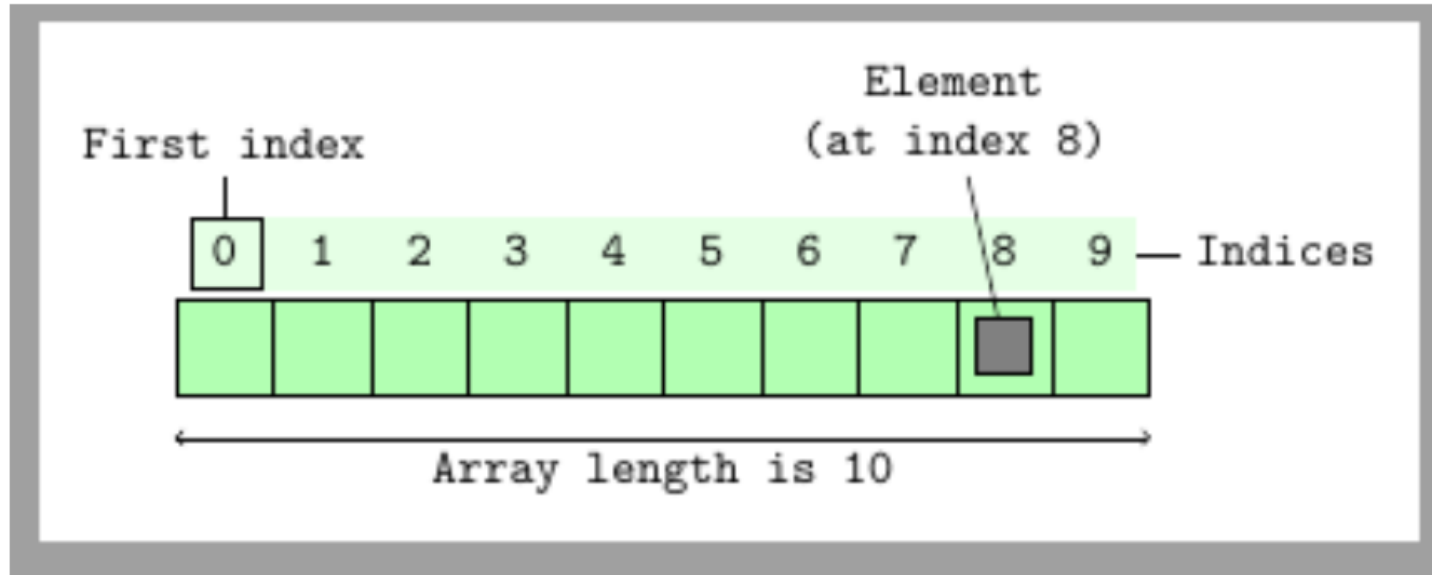 Element
(at index 8)
First index
0 1 2 3 4 5 6 7 8 9
Indices
Array length is 10